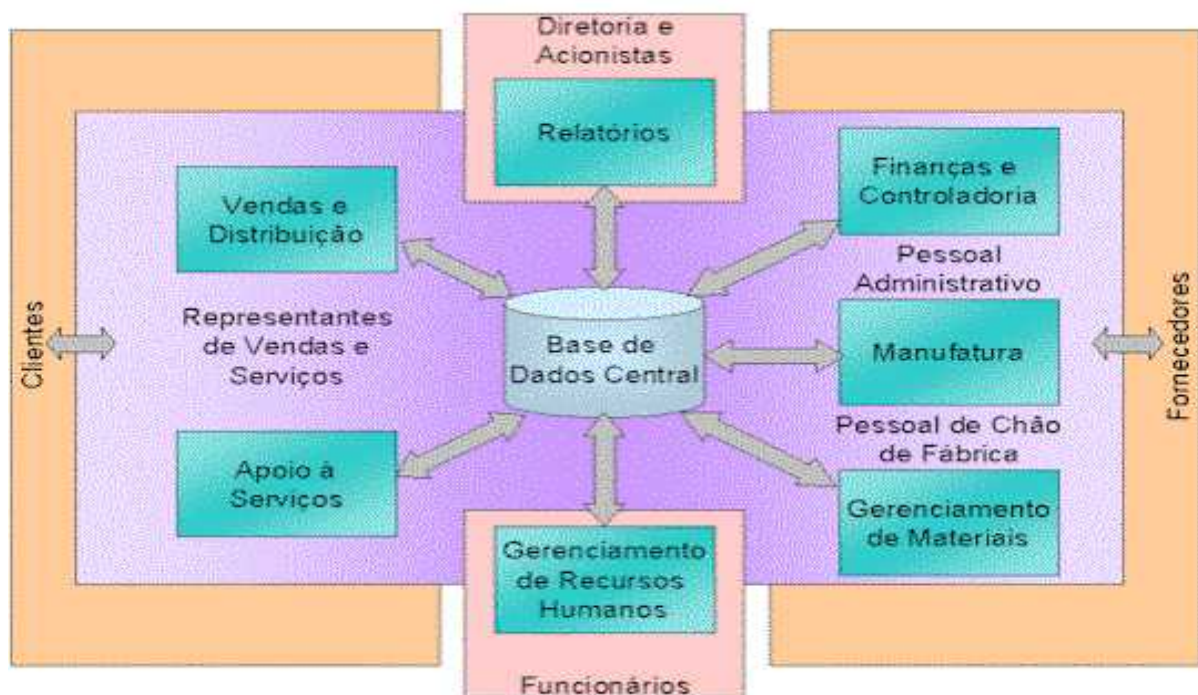 Diretoria e
Acionistas
Relatórios
Vendas e
Distribuição
Finanças e
Controladoria
Pessoal
Administrativo
Clientes
Representantes
de Vendas e
Serviços
Base de
Dados Central
Manufatura
Fornecedores
Pessoal de Chão
de Fábrica
Apoio à
Serviços
Gerenciamento
de Materiais
Gerenciamento
de Recursos
Humanos
Funcionários